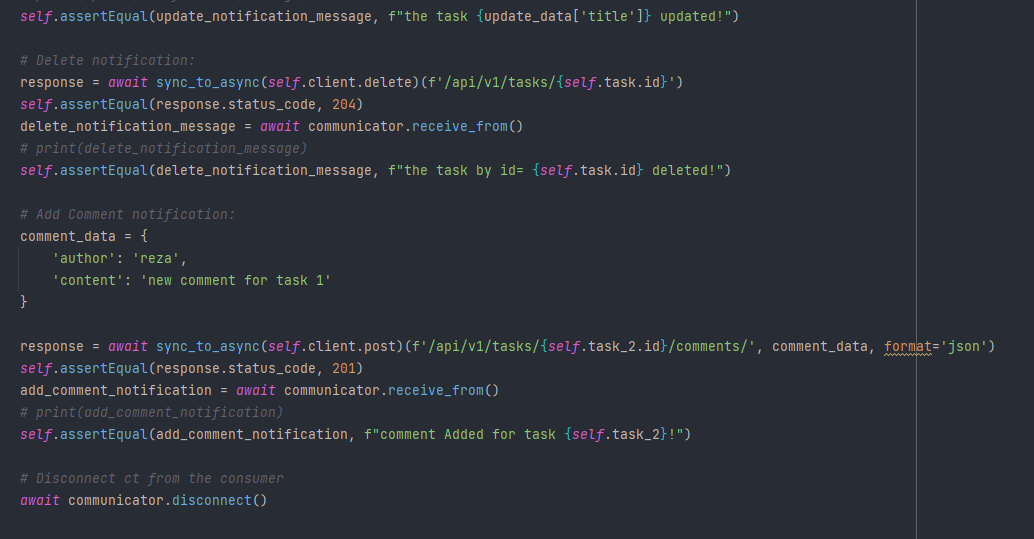 self.assertEqual(update_notification_message, f"the task {update_data['title']} updated!")
# Delete notification:
response = await sync_to_async(self.client.delete)(f'/api/v1/tasks/{self.task.id}')
self.assertEqual(response.status_code, 204)
delete_notification_message = await communicator.receive_from()
# print(delete_notification_message)
self.assertEqual(delete_notification_message, f"the task by id= {self.task.id} deleted!")
# Add Comment notification:
comment_data = {
'author': 'reza',
'content': 'new comment for task 1'
}
response = await sync_to_async(self.client.post)(f'/api/v1/tasks/{self.task_2.id}/comments/', comment_data, format='json')
self.assertEqual(response.status_code, 201)
add_comment_notification = await communicator.receive_from()
# print(add_comment_notification)
self.assertEqual(add_comment_notification, f"comment Added for task {self.task_2}!")
# Disconnect ct from the consumer
await communicator.disconnect()